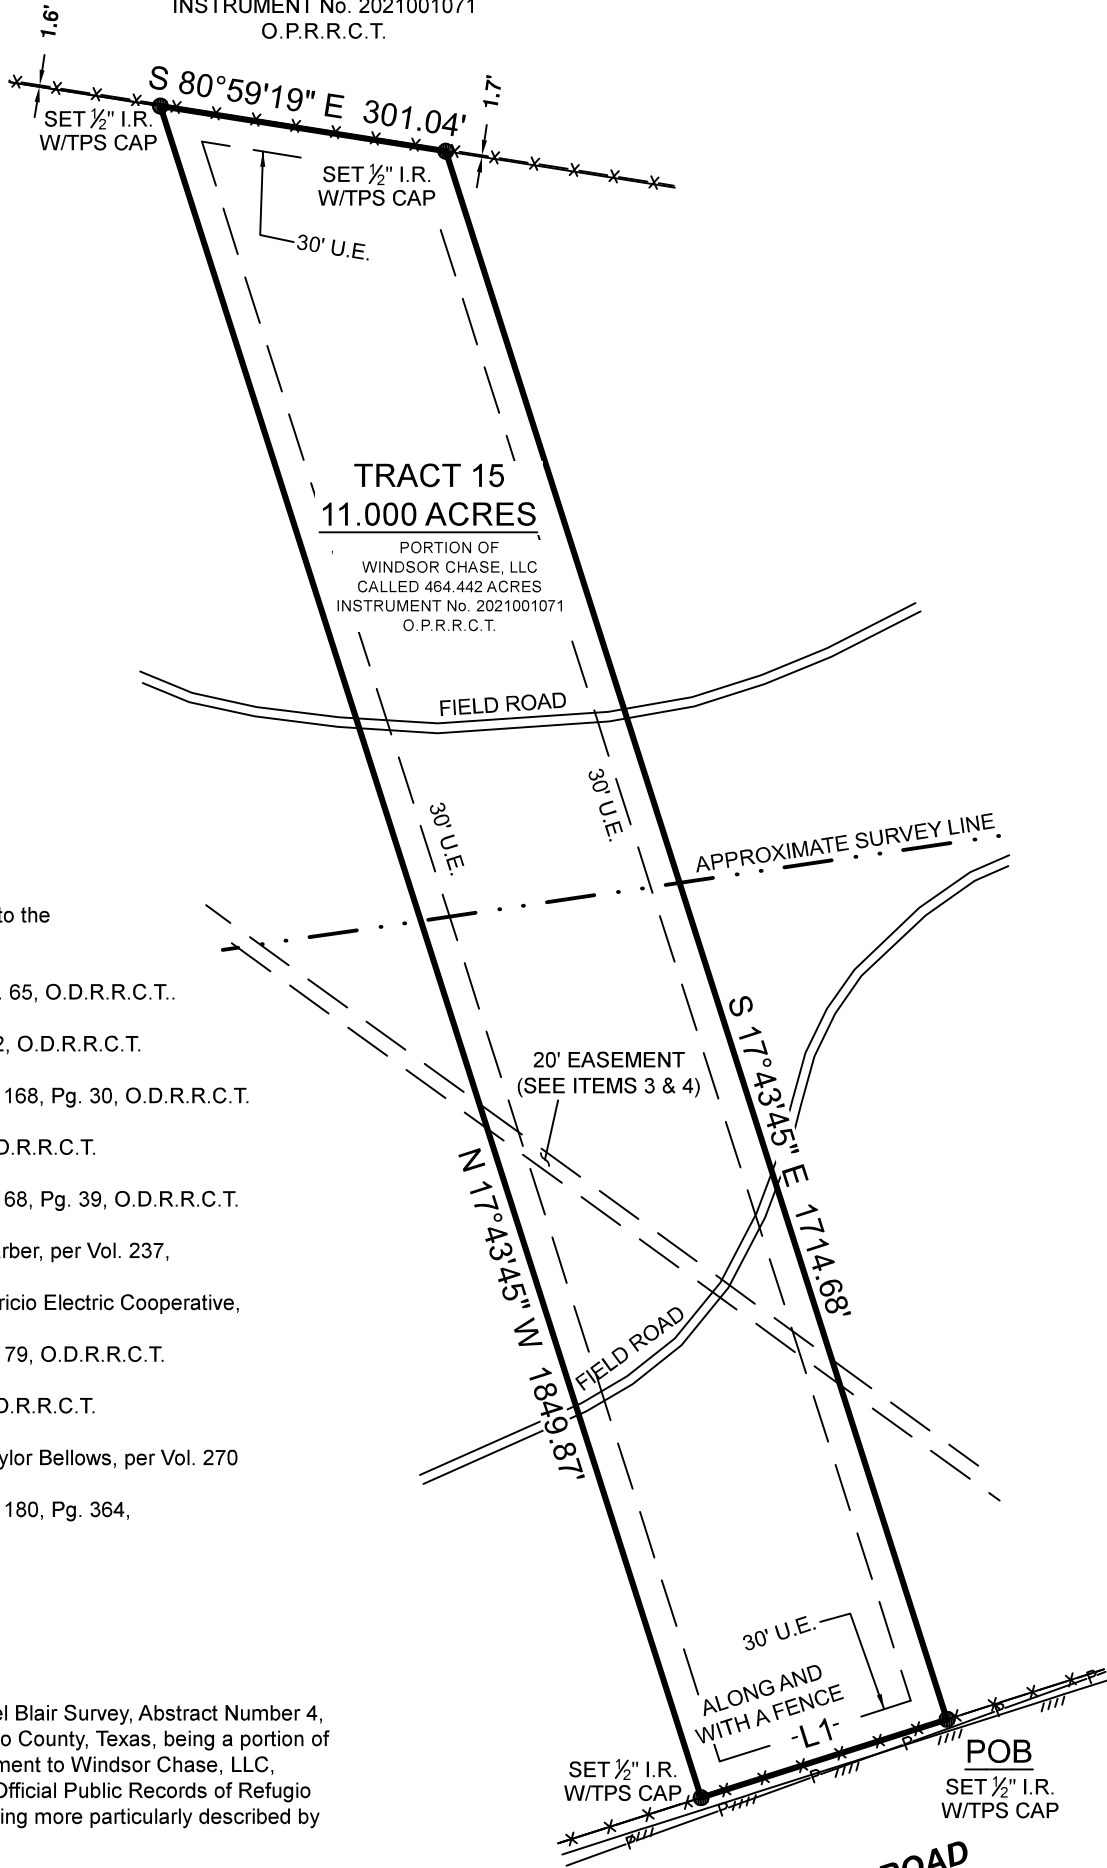 INSTRUMENT No. 2021001071
O.P.R.R.C.T.
1.6'
S 80°59'19" E 301.04'
1.7'
SET ½" I.R.
W/TPS CAP
SET ½" I.R.
W/TPS CAP
30' U.E.
TRACT 15
11.000 ACRES
PORTION OF
WINDSOR CHASE, LLC
CALLED 464.442 ACRES
INSTRUMENT No. 2021001071
O.P.R.R.C.T.
FIELD ROAD
30' U.E.
30' U.E.
APPROXIMATE SURVEY LINE
to the
. 65, O.D.R.R.C.T..
2, O.D.R.R.C.T.
168, Pg. 30, O.D.R.R.C.T.
D.R.R.C.T.
168, Pg. 39, O.D.R.R.C.T.
rber, per Vol. 237,
ricio Electric Cooperative,
79, O.D.R.R.C.T.
D.R.R.C.T.
ylor Bellows, per Vol. 270
180, Pg. 364,
20' EASEMENT
(SEE ITEMS 3 & 4)
S 17°43'45" E 1714.68'
N 17°43'45" W 1849.87'
FIELD ROAD
30' U.E.
ALONG AND
WITH A FENCE
-L1-
el Blair Survey, Abstract Number 4,
o County, Texas, being a portion of
ment to Windsor Chase, LLC,
Official Public Records of Refugio
ing more particularly described by
SET ½" I.R.
W/TPS CAP
POB
SET ½" I.R.
W/TPS CAP
P
P
P
P
P
P
ROAD